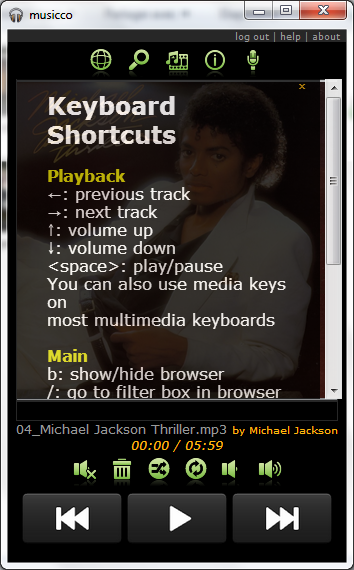 musicco
log out | help | about
x
Keyboard
Shortcuts
Playback
←: previous track
→: next track
↑: volume up
↓: volume down
<space>: play/pause
You can also use media keys
on
most multimedia keyboards
Main
b: show/hide browser
/: go to filter box in browser
04_Michael Jackson Thriller.mp3 by Michael Jackson
00:00 / 05:59